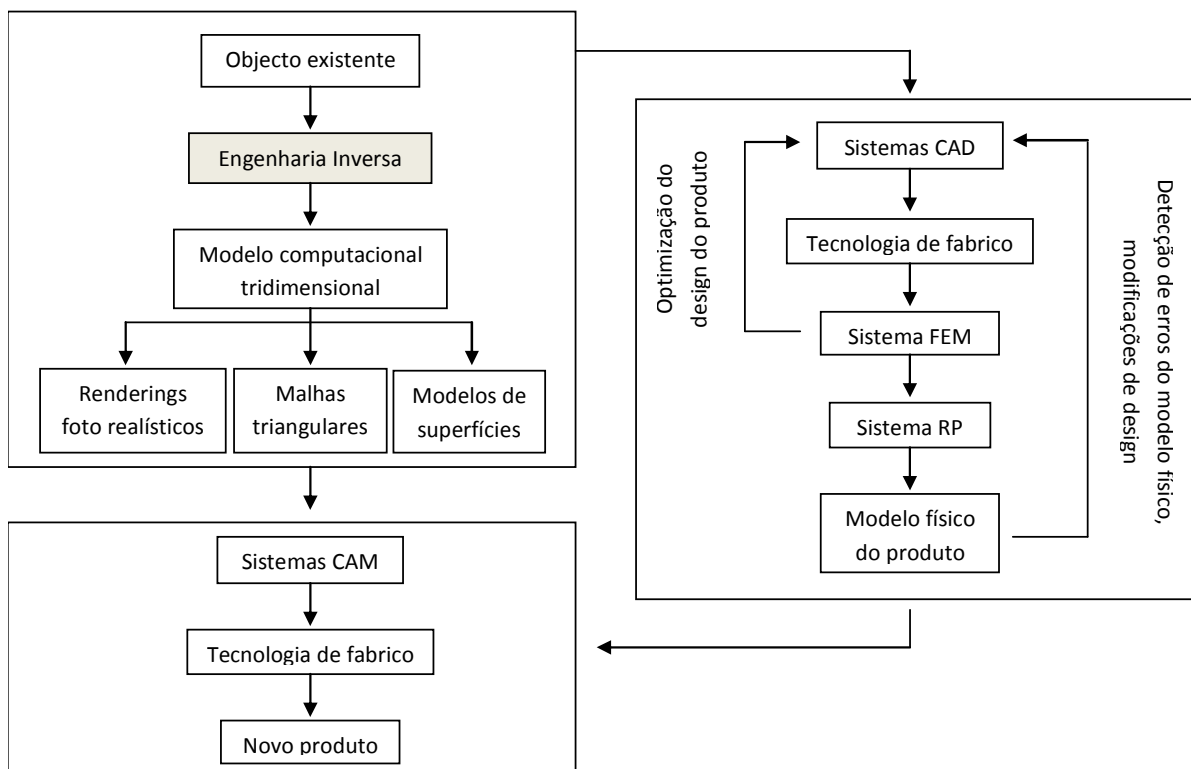 Objecto existente
Engenharia Inversa
Modelo computacional
tridimensional
Renderings
foto realísticos
Malhas
triangulares
Modelos de
superfícies
Sistemas CAM
Tecnologia de fabrico
Novo produto
Optimização do
design do produto
Sistemas CAD
Tecnologia de fabrico
Sistema FEM
Sistema RP
Modelo físico
do produto
Detecção de erros do modelo físico,
modificações de design